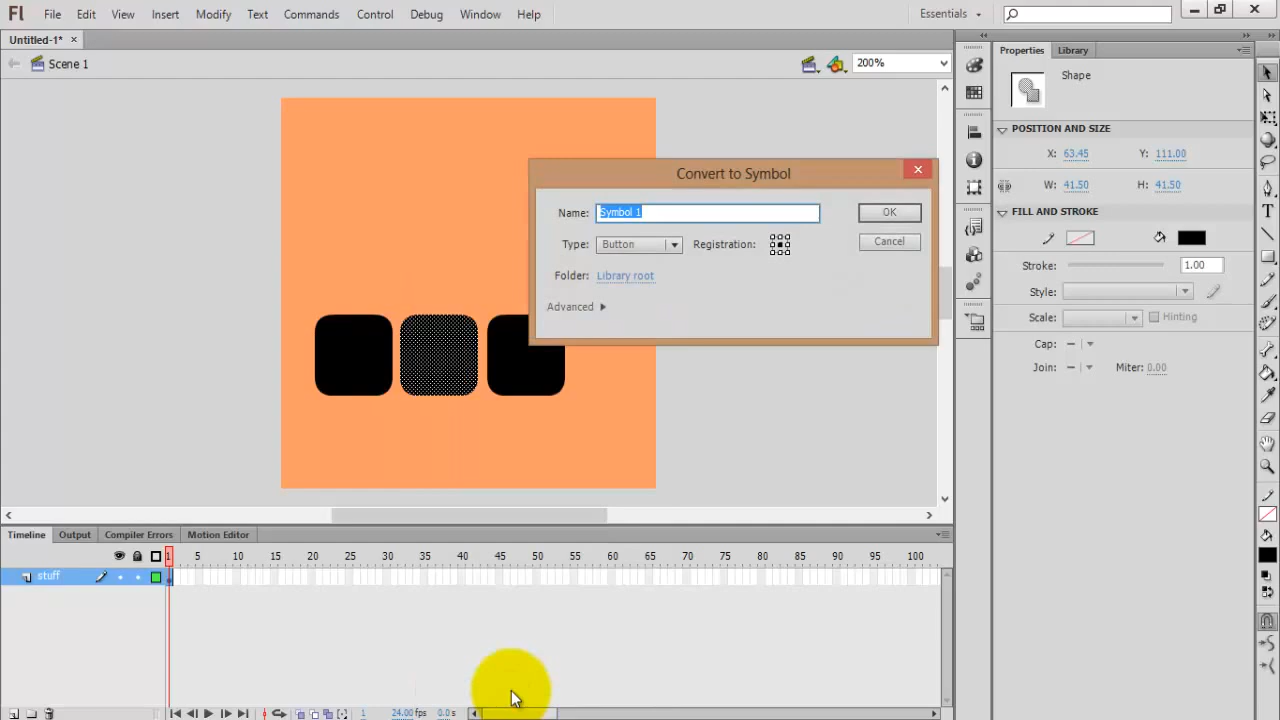 Fl File Edit View Insert Modify Text Commands Control Debug Window Help Essentials
Untitled-1* ×
Scene 1 200%
Properties Library
Shape
POSITION AND SIZE
X: 63.45 Y: 111.00
W: 41.50 H: 41.50
FILL AND STROKE
Stroke: 1.00
Style:
Scale: Hinting
Cap:
Join: Miter: 0.00
Convert to Symbol
Name: Symbol 1 OK
Type: Button Registration: Cancel
Folder: Library root
Advanced
Timeline Output Compiler Errors Motion Editor
1 5 10 15 20 25 30 35 40 45 50 55 60 65 70 75 80 85 90 95 100
stuff
1 24.00 fps 0.0 s